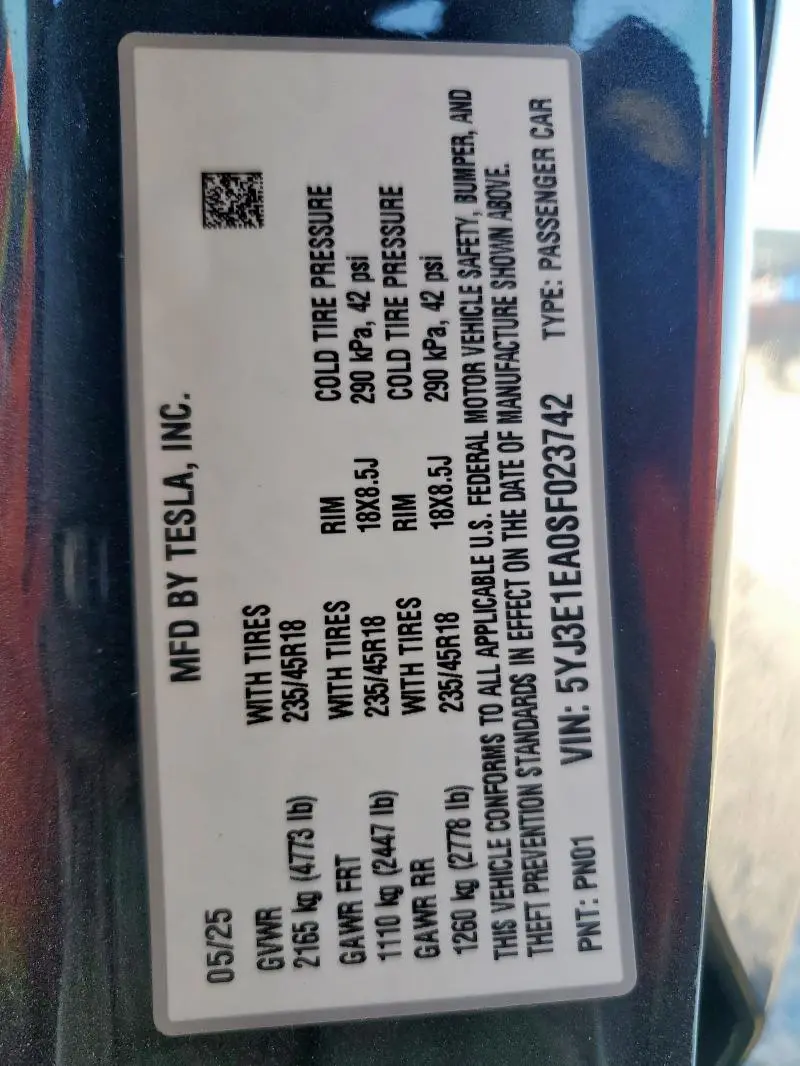 MFD BY TESLA, INC.
05/25
GVWR WITH TIRES
2165 kg (4773 lb) 235/45R18
GAWR FRT WITH TIRES RIM COLD TIRE PRESSURE
1110 kg (2447 lb) 235/45R18 18X8.5J 290 kPa, 42 psi
GAWR RR WITH TIRES RIM COLD TIRE PRESSURE
1260 kg (2778 lb) 235/45R18 18X8.5J 290 kPa, 42 psi
THIS VEHICLE CONFORMS TO ALL APPLICABLE U.S. FEDERAL MOTOR VEHICLE SAFETY, BUMPER, AND
THEFT PREVENTION STANDARDS IN EFFECT ON THE DATE OF MANUFACTURE SHOWN ABOVE.
PNT: PN01 VIN: 5YJ3E1EA0SF023742 TYPE: PASSENGER CAR